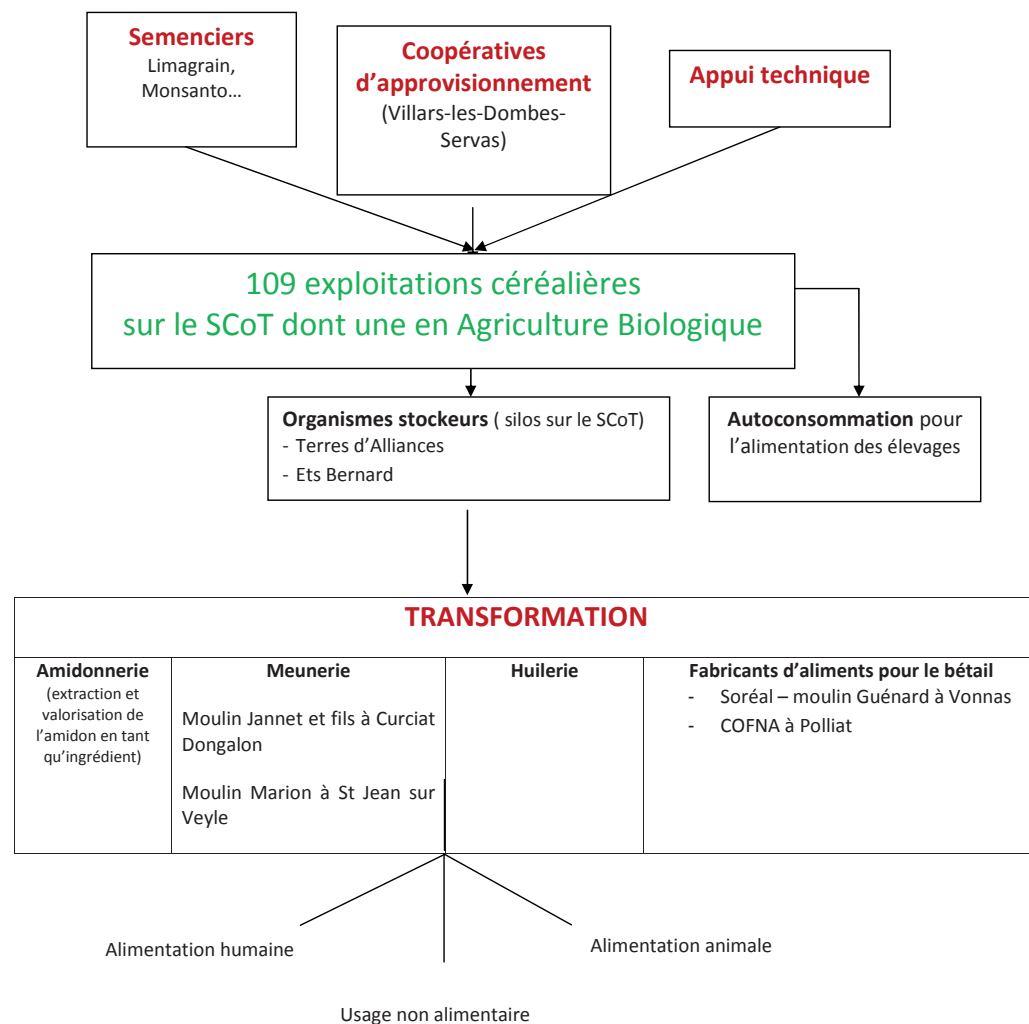 Semenciers
Limagrain,
Monsanto…
Coopératives
d'approvisionnement
(Villars-les-Dombes-
Servas)
Appui technique
109 exploitations céréalières
sur le SCoT dont une en Agriculture Biologique
Organismes stockeurs ( silos sur le SCoT)
- Terres d'Alliances
- Ets Bernard
Autoconsommation pour
l'alimentation des élevages
TRANSFORMATION
Amidonnerie
(extraction et
valorisation de
l'amidon en tant
qu'ingrédient)
Meunerie
Moulin Jannet et fils à Curciat
Dongalon
Moulin Marion à St Jean sur
Veyle
Huilerie
Fabricants d'aliments pour le bétail
- Soréal – moulin Guénard à Vonnas
- COFNA à Polliat
Alimentation humaine
Alimentation animale
Usage non alimentaire